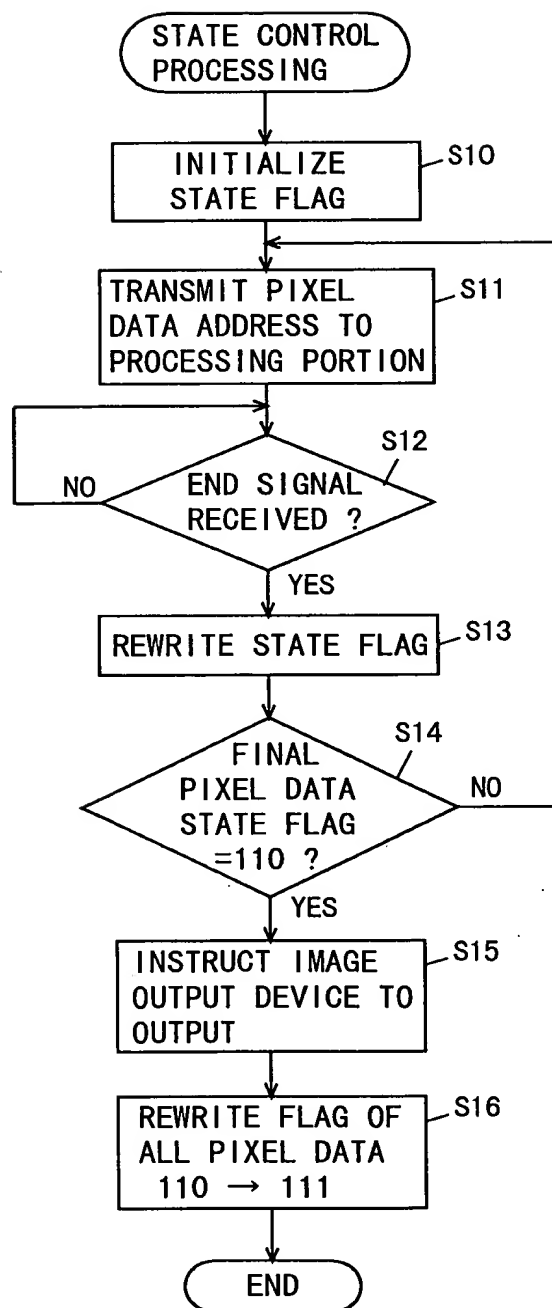 STATE CONTROL
PROCESSING
INITIALIZE
STATE FLAG
S10
TRANSMIT PIXEL
DATA ADDRESS TO
PROCESSING PORTION
S11
END SIGNAL
RECEIVED ?
S12
NO
YES
REWRITE STATE FLAG
S13
FINAL
PIXEL DATA
STATE FLAG
=110 ?
S14
NO
YES
INSTRUCT IMAGE
OUTPUT DEVICE TO
OUTPUT
S15
REWRITE FLAG OF
ALL PIXEL DATA
110 → 111
S16
END